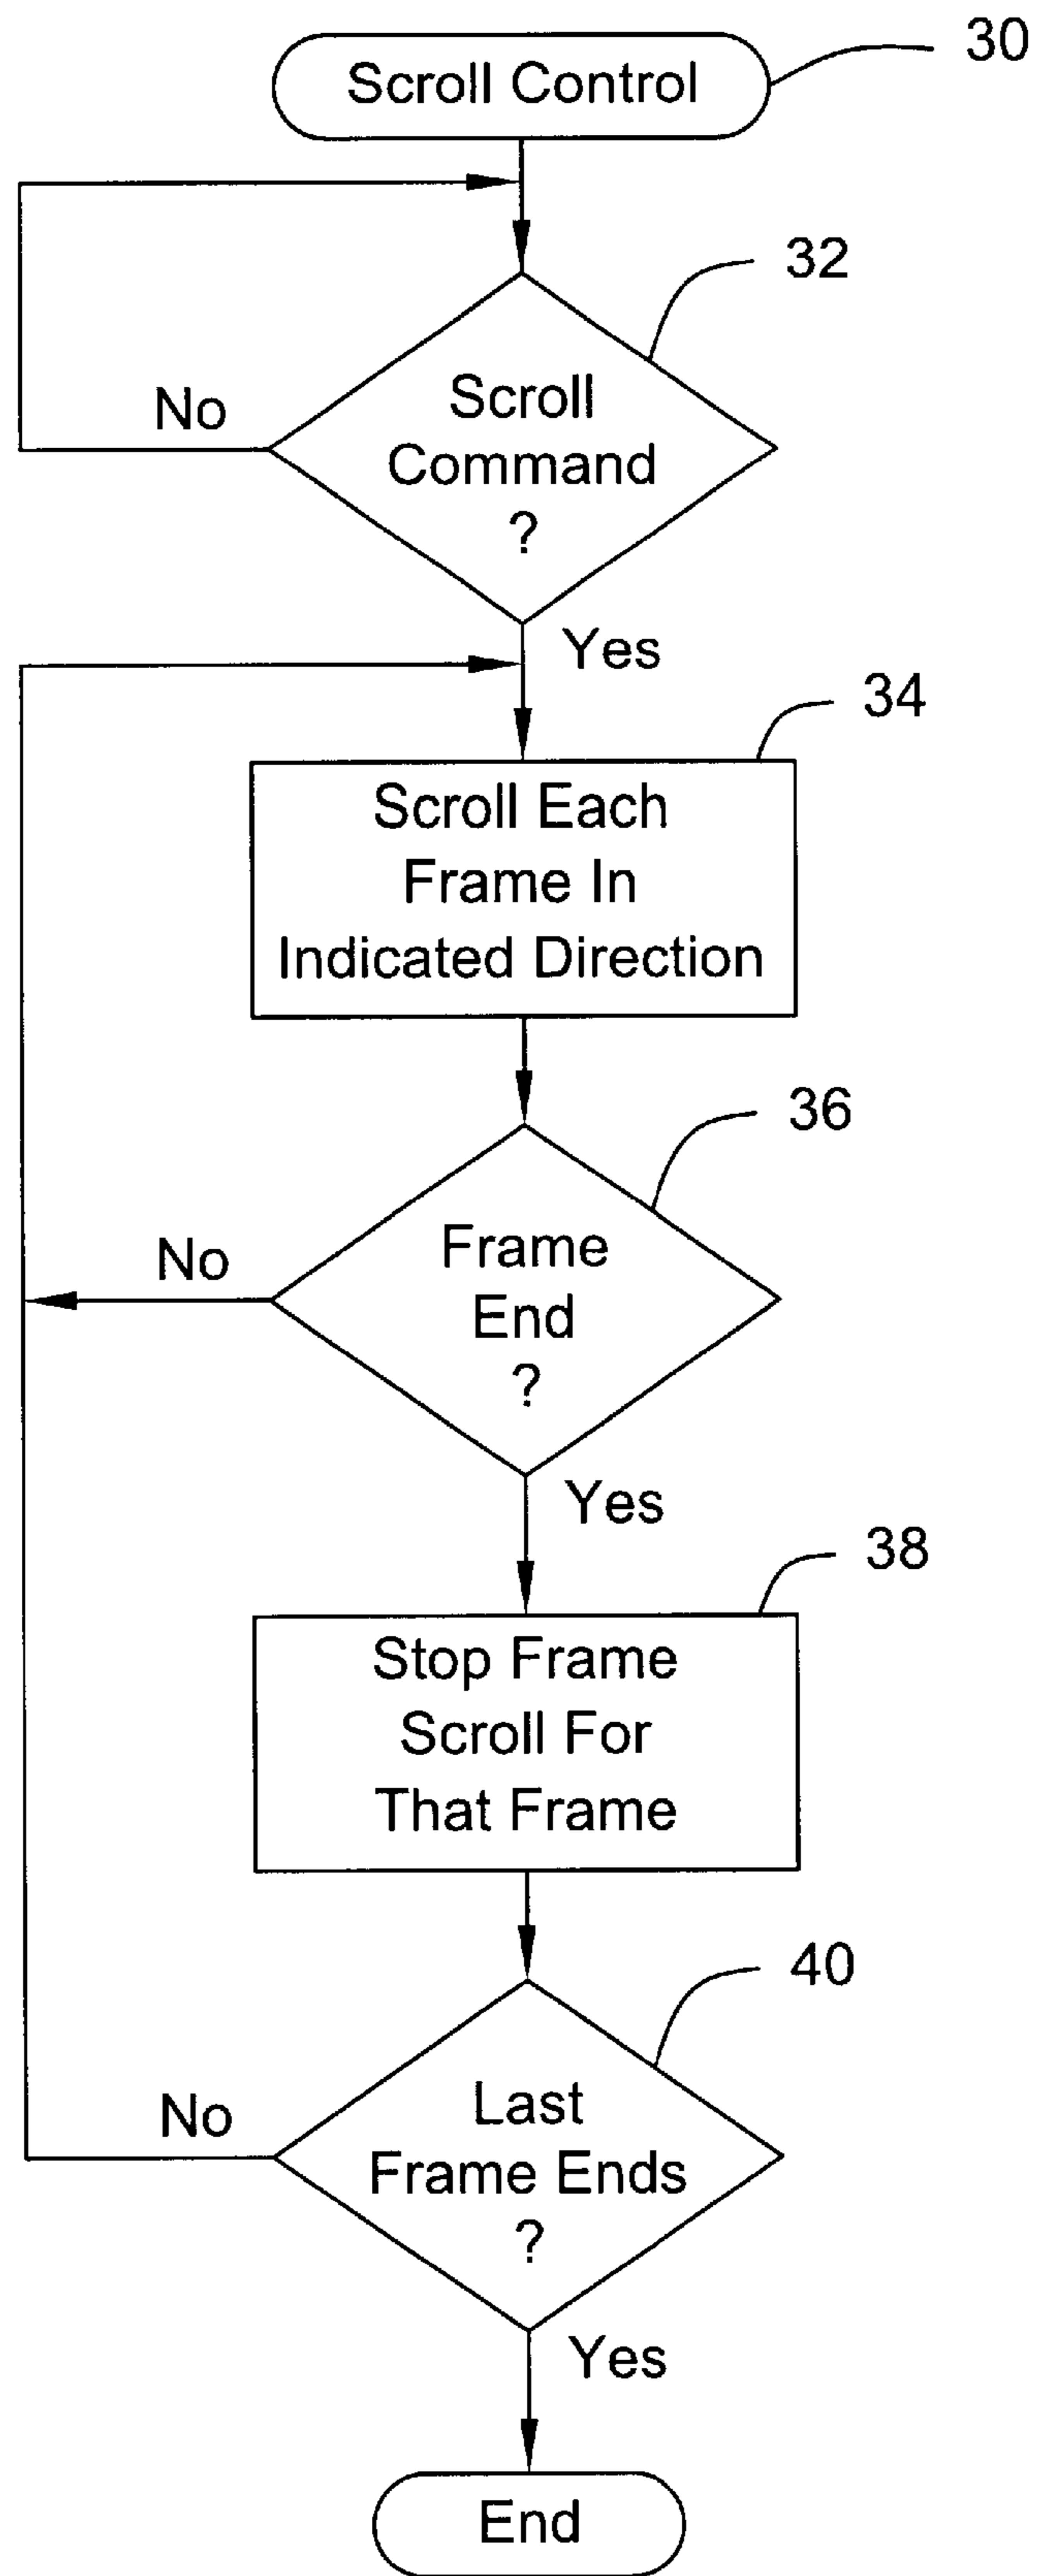 Scroll Control
30
32
No
Scroll
Command
?
Yes
34
Scroll Each
Frame In
Indicated Direction
36
No
Frame
End
?
Yes
38
Stop Frame
Scroll For
That Frame
40
No
Last
Frame Ends
?
Yes
End